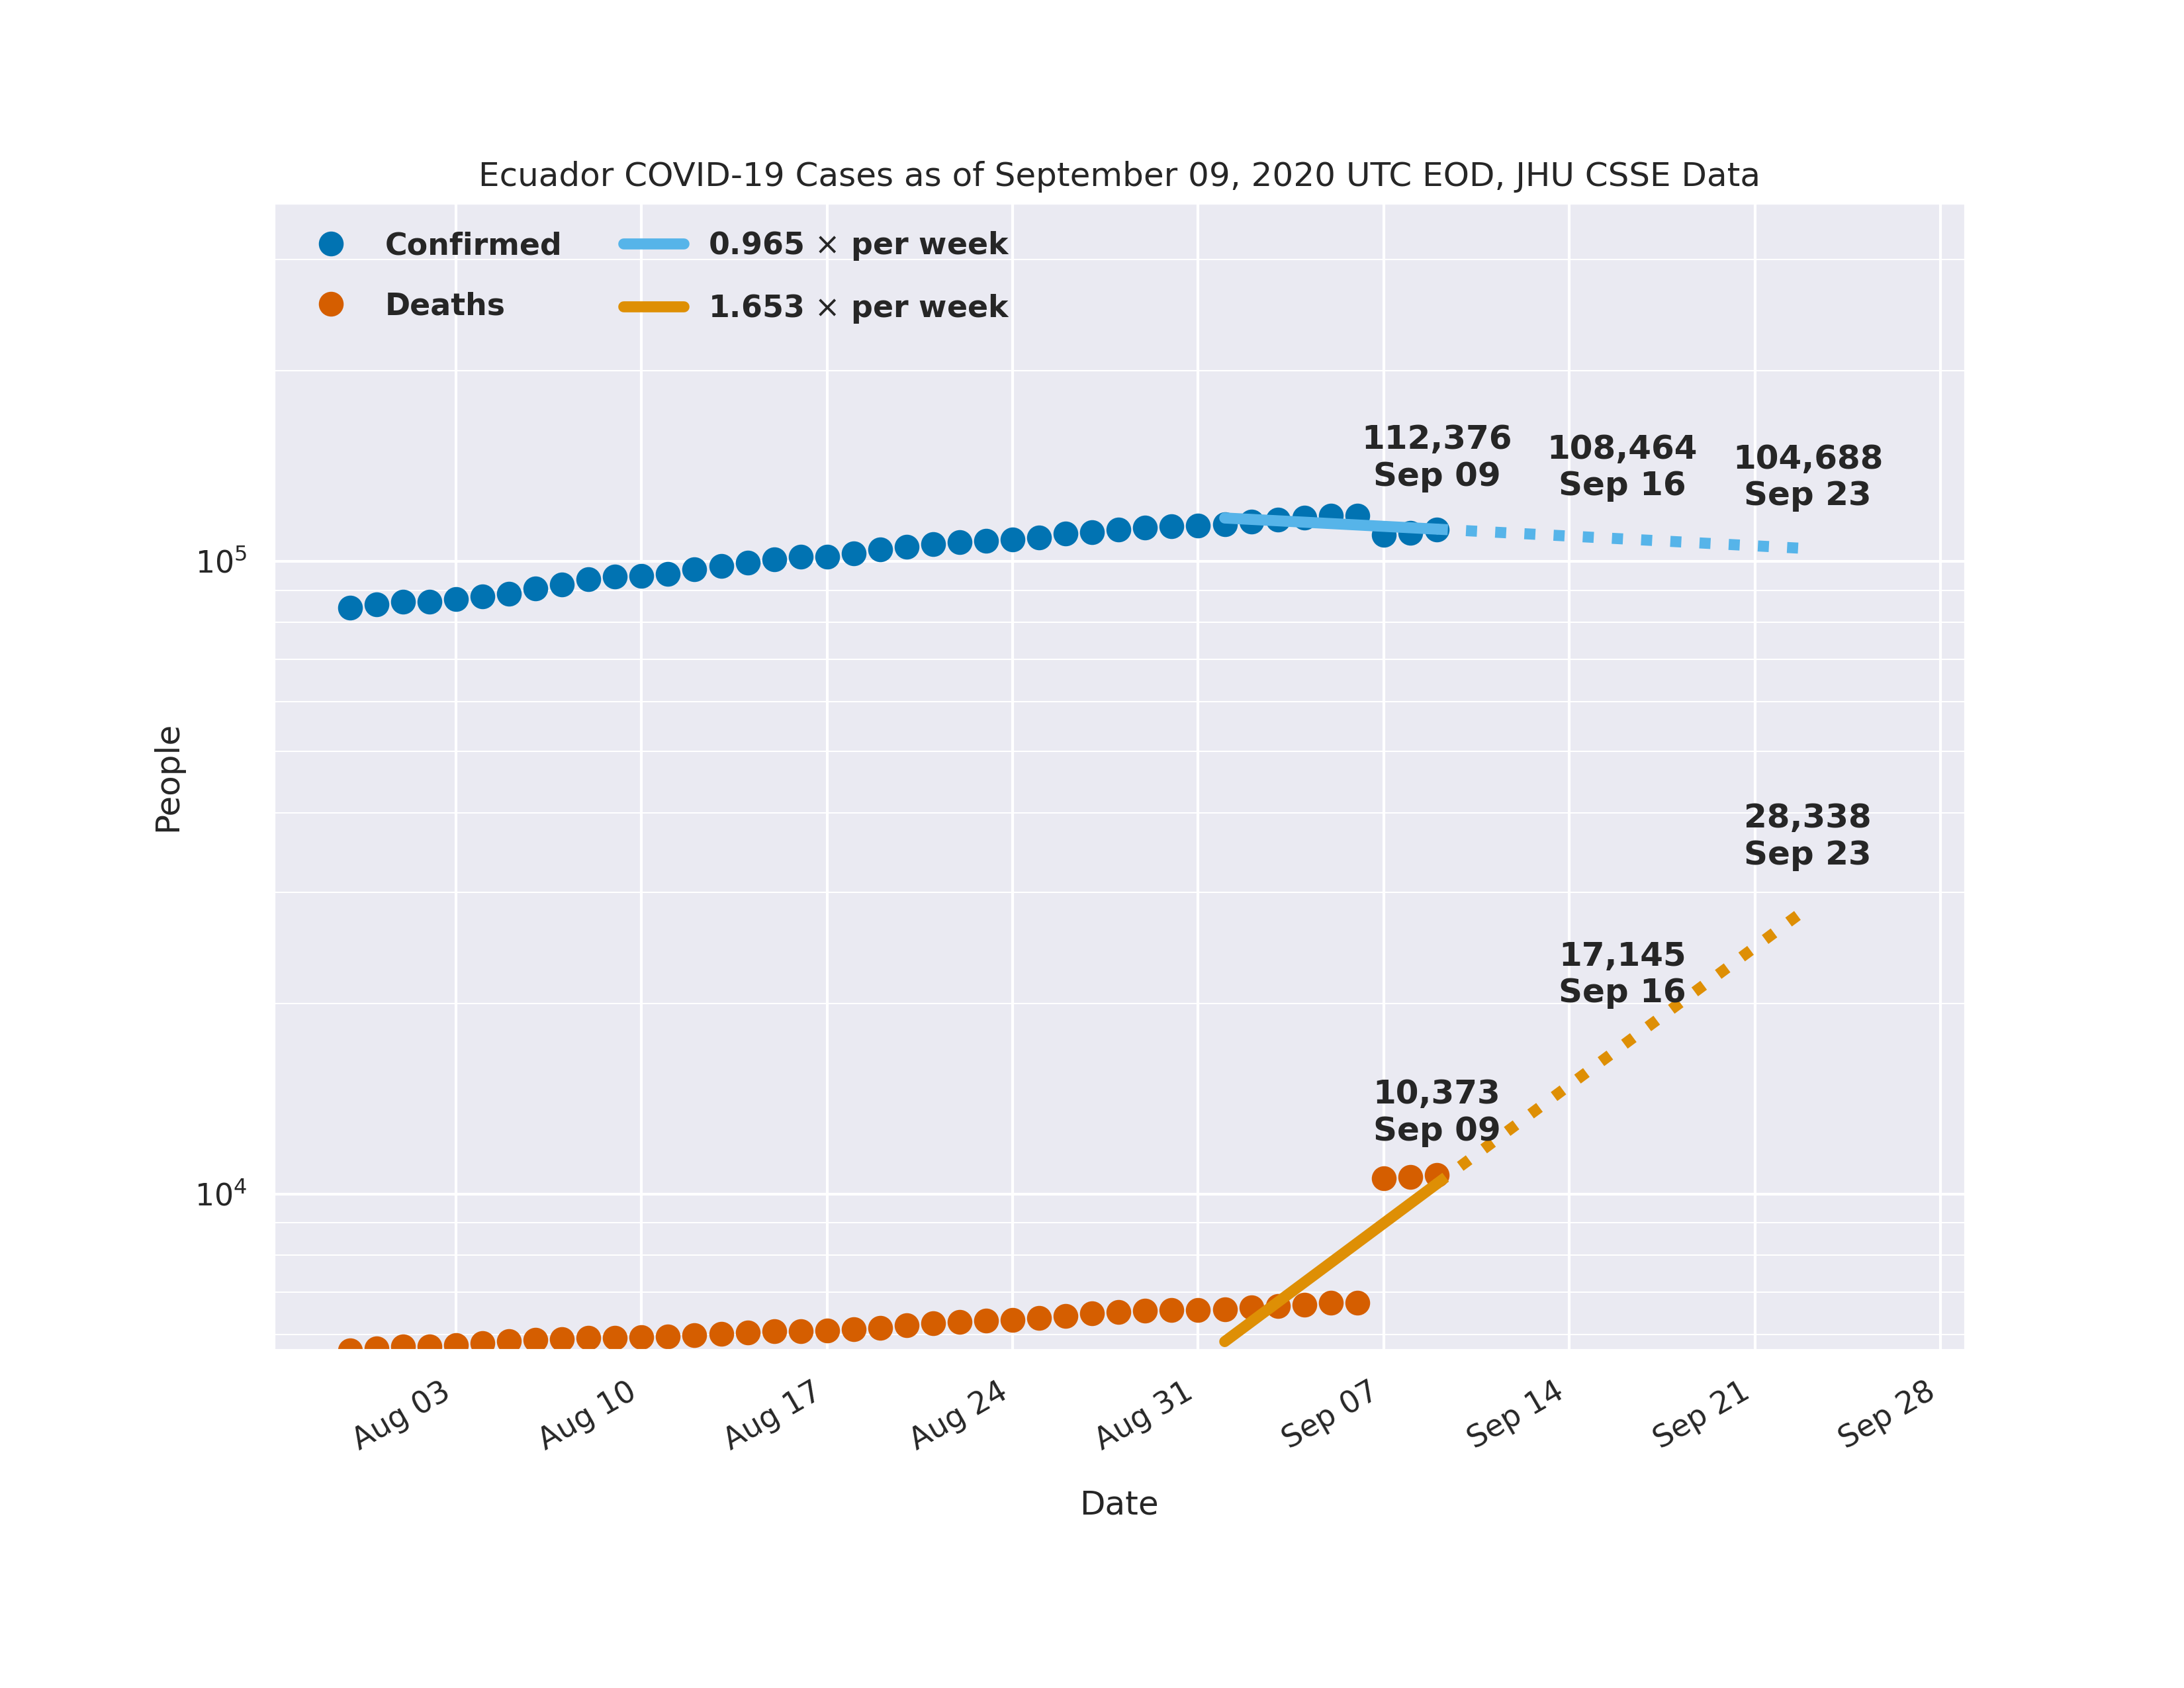 Ecuador COVID-19 Cases as of September 09, 2020 UTC EOD, JHU CSSE Data
Confirmed
Deaths
0.965 × per week
1.653 × per week
112,376
Sep 09
108,464
Sep 16
104,688
Sep 23
28,338
Sep 23
17,145
Sep 16
10,373
Sep 09
People
10⁵
10⁴
Aug 03
Aug 10
Aug 17
Aug 24
Aug 31
Sep 07
Sep 14
Sep 21
Sep 28
Date